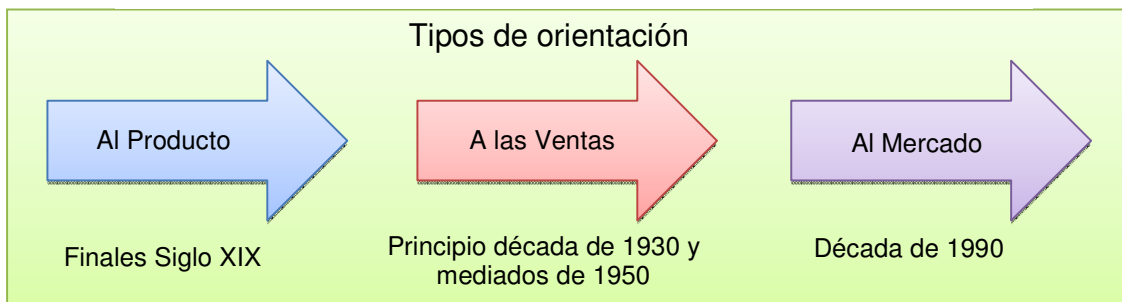 Tipos de orientación
Al Producto
A las Ventas
Al Mercado
Finales Siglo XIX
Principio década de 1930 y
mediados de 1950
Década de 1990